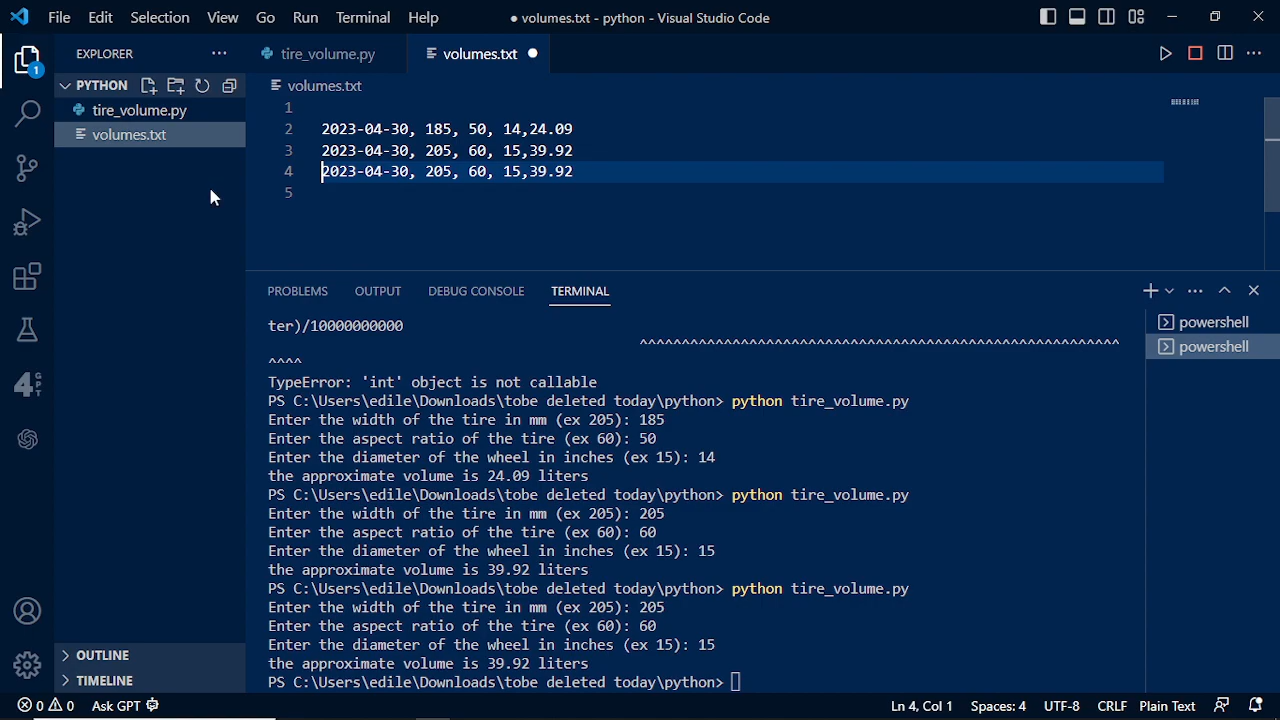 File Edit Selection View Go Run Terminal Help ● volumes.txt - python - Visual Studio Code
EXPLORER
tire_volume.py
volumes.txt
1
PYTHON
tire_volume.py
volumes.txt
volumes.txt
1
2 2023-04-30, 185, 50, 14,24.09
3 2023-04-30, 205, 60, 15,39.92
4 2023-04-30, 205, 60, 15,39.92
5
PROBLEMS OUTPUT DEBUG CONSOLE TERMINAL
powershell
powershell
ter)/10000000000
^^^^^^^^^^^^^^^^^^^^^^^^^^^^^^^^^^^^^^^^^^^^^^^^^^^^^^^^^
^^^^
TypeError: 'int' object is not callable
PS C:\Users\edile\Downloads\tobe deleted today\python> python tire_volume.py
Enter the width of the tire in mm (ex 205): 185
Enter the aspect ratio of the tire (ex 60): 50
Enter the diameter of the wheel in inches (ex 15): 14
the approximate volume is 24.09 liters
PS C:\Users\edile\Downloads\tobe deleted today\python> python tire_volume.py
Enter the width of the tire in mm (ex 205): 205
Enter the aspect ratio of the tire (ex 60): 60
Enter the diameter of the wheel in inches (ex 15): 15
the approximate volume is 39.92 liters
PS C:\Users\edile\Downloads\tobe deleted today\python> python tire_volume.py
Enter the width of the tire in mm (ex 205): 205
Enter the aspect ratio of the tire (ex 60): 60
Enter the diameter of the wheel in inches (ex 15): 15
the approximate volume is 39.92 liters
PS C:\Users\edile\Downloads\tobe deleted today\python>
OUTLINE
TIMELINE
0 0 Ask GPT Ln 4, Col 1 Spaces: 4 UTF-8 CRLF Plain Text